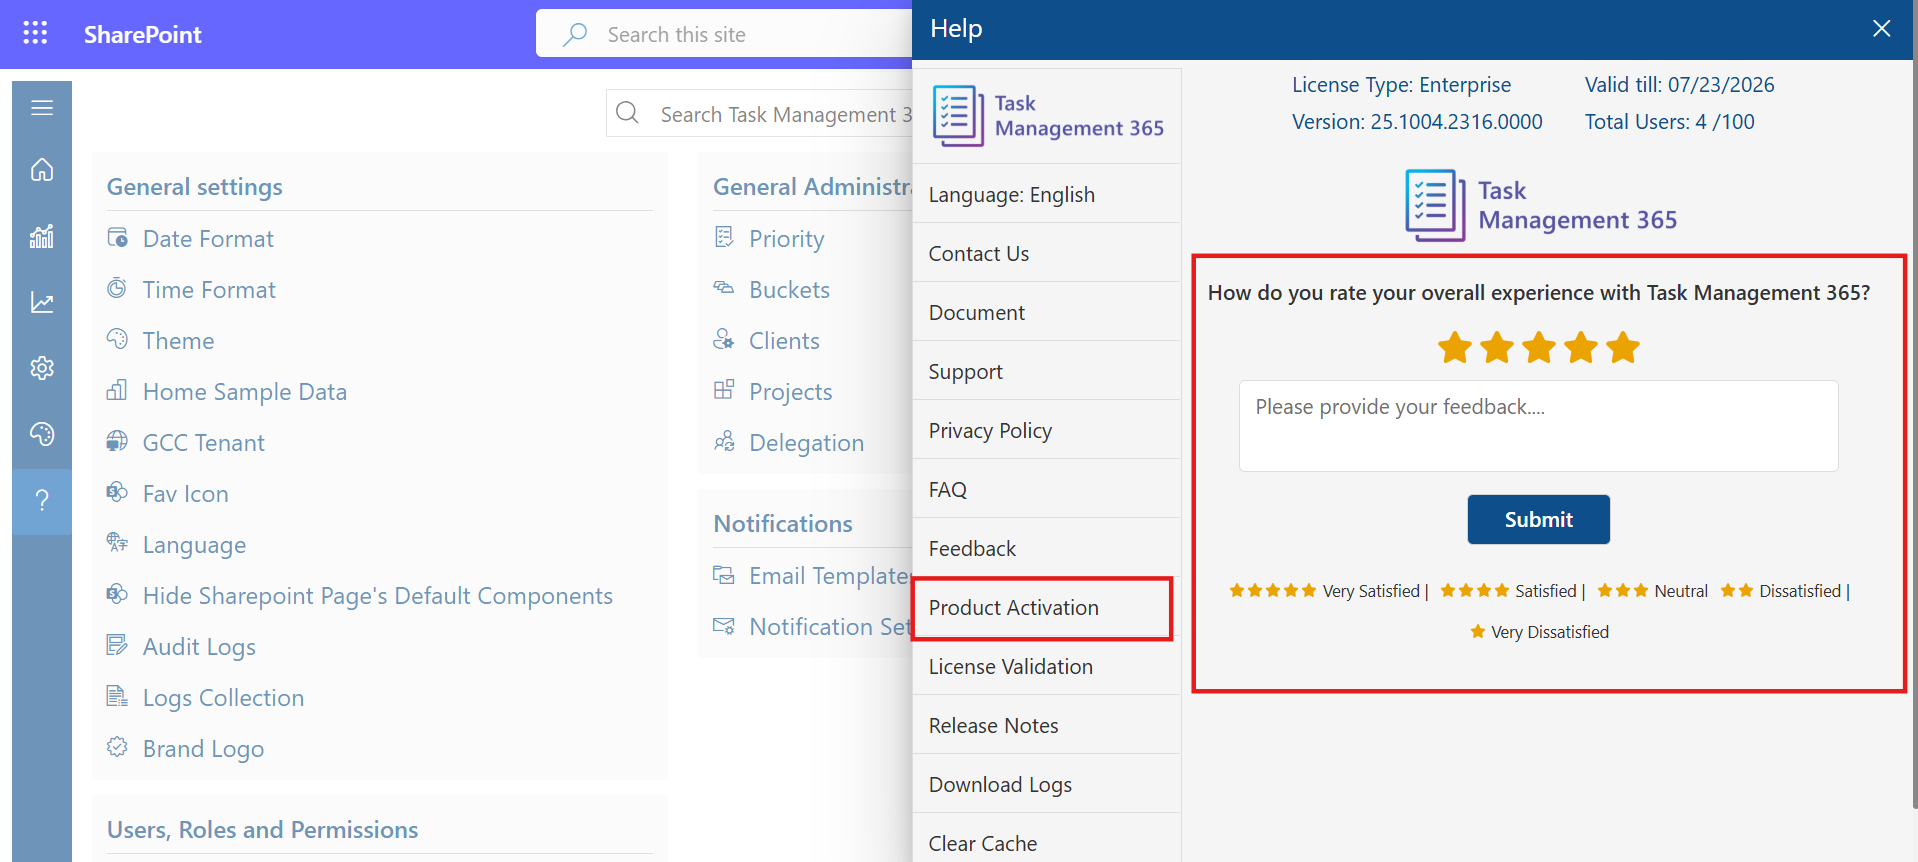 SharePoint
Search this site
Help
Search Task Management 3
General settings
Date Format
Time Format
Theme
Home Sample Data
GCC Tenant
Fav Icon
Language
Hide Sharepoint Page's Default Components
Audit Logs
Logs Collection
Brand Logo
Users, Roles and Permissions
General Administra
Priority
Buckets
Clients
Projects
Delegation
Notifications
Email Template
Notification Set
Task
Management 365
Language: English
Contact Us
Document
Support
Privacy Policy
FAQ
Feedback
Product Activation
License Validation
Release Notes
Download Logs
Clear Cache
License Type: Enterprise
Valid till: 07/23/2026
Version: 25.1004.2316.0000
Total Users: 4 /100
Task
Management 365
How do you rate your overall experience with Task Management 365?
Please provide your feedback....
Submit
Very Satisfied | Satisfied | Neutral Dissatisfied |
Very Dissatisfied